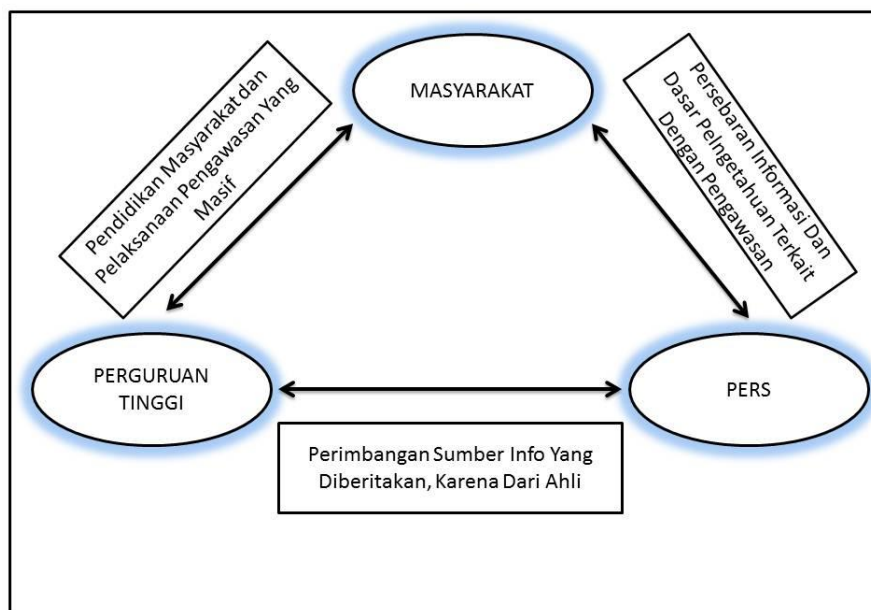 MASYARAKAT
Pendidikan Masyarakat dan
Pelaksanaan Pengawasan Yang
Masif
Persebaran Informasi Dan
Dasar Pelngetahuan Terkait
Dengan Pengawasan
PERGURUAN
TINGGI
PERS
Perimbangan Sumber Info Yang
Diberitakan, Karena Dari Ahli